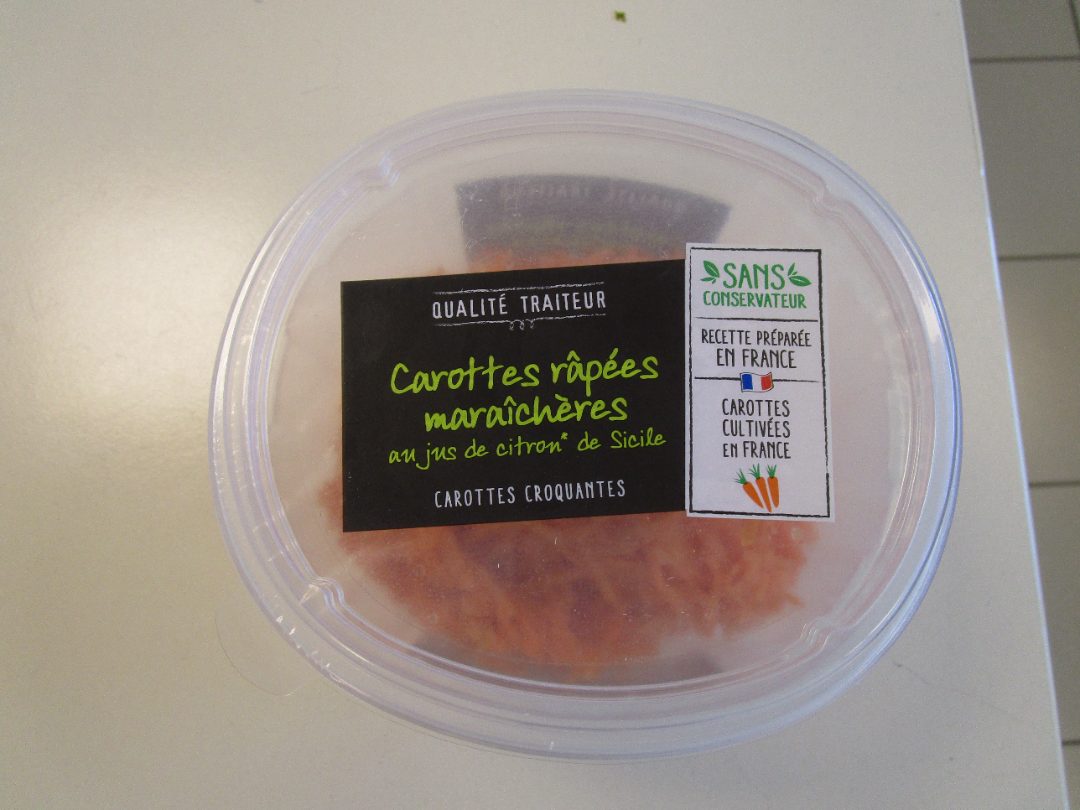 QUALITÉ TRAITEUR
Carottes râpées
maraîchères
au jus de citron* de Sicile
CAROTTES CROQUANTES
SANS
CONSERVATEUR
RECETTE PRÉPARÉE
EN FRANCE
CAROTTES
CULTIVÉES
EN FRANCE